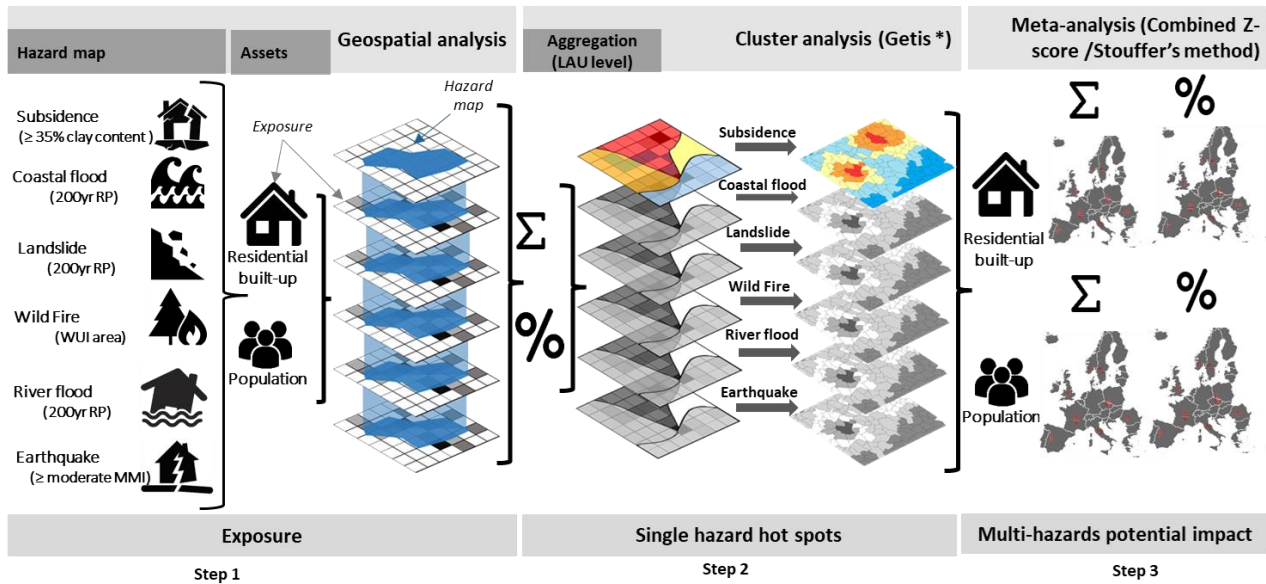 Hazard map
Assets
Geospatial analysis
Subsidence
(≥ 35% clay content )
Coastal flood
(200yr RP)
Landslide
(200yr RP)
Wild Fire
(WUI area)
River flood
(200yr RP)
Earthquake
(≥ moderate MMI)
Exposure
Hazard
map
Residential
built-up
Population
Σ
%
Exposure
Step 1
Aggregation
(LAU level)
Cluster analysis (Getis *)
Subsidence
Coastal flood
Landslide
Wild Fire
River flood
Earthquake
Single hazard hot spots
Step 2
Meta-analysis (Combined Z-
score /Stouffer's method)
Σ %
Residential
built-up
Σ %
Population
Multi-hazards potential impact
Step 3